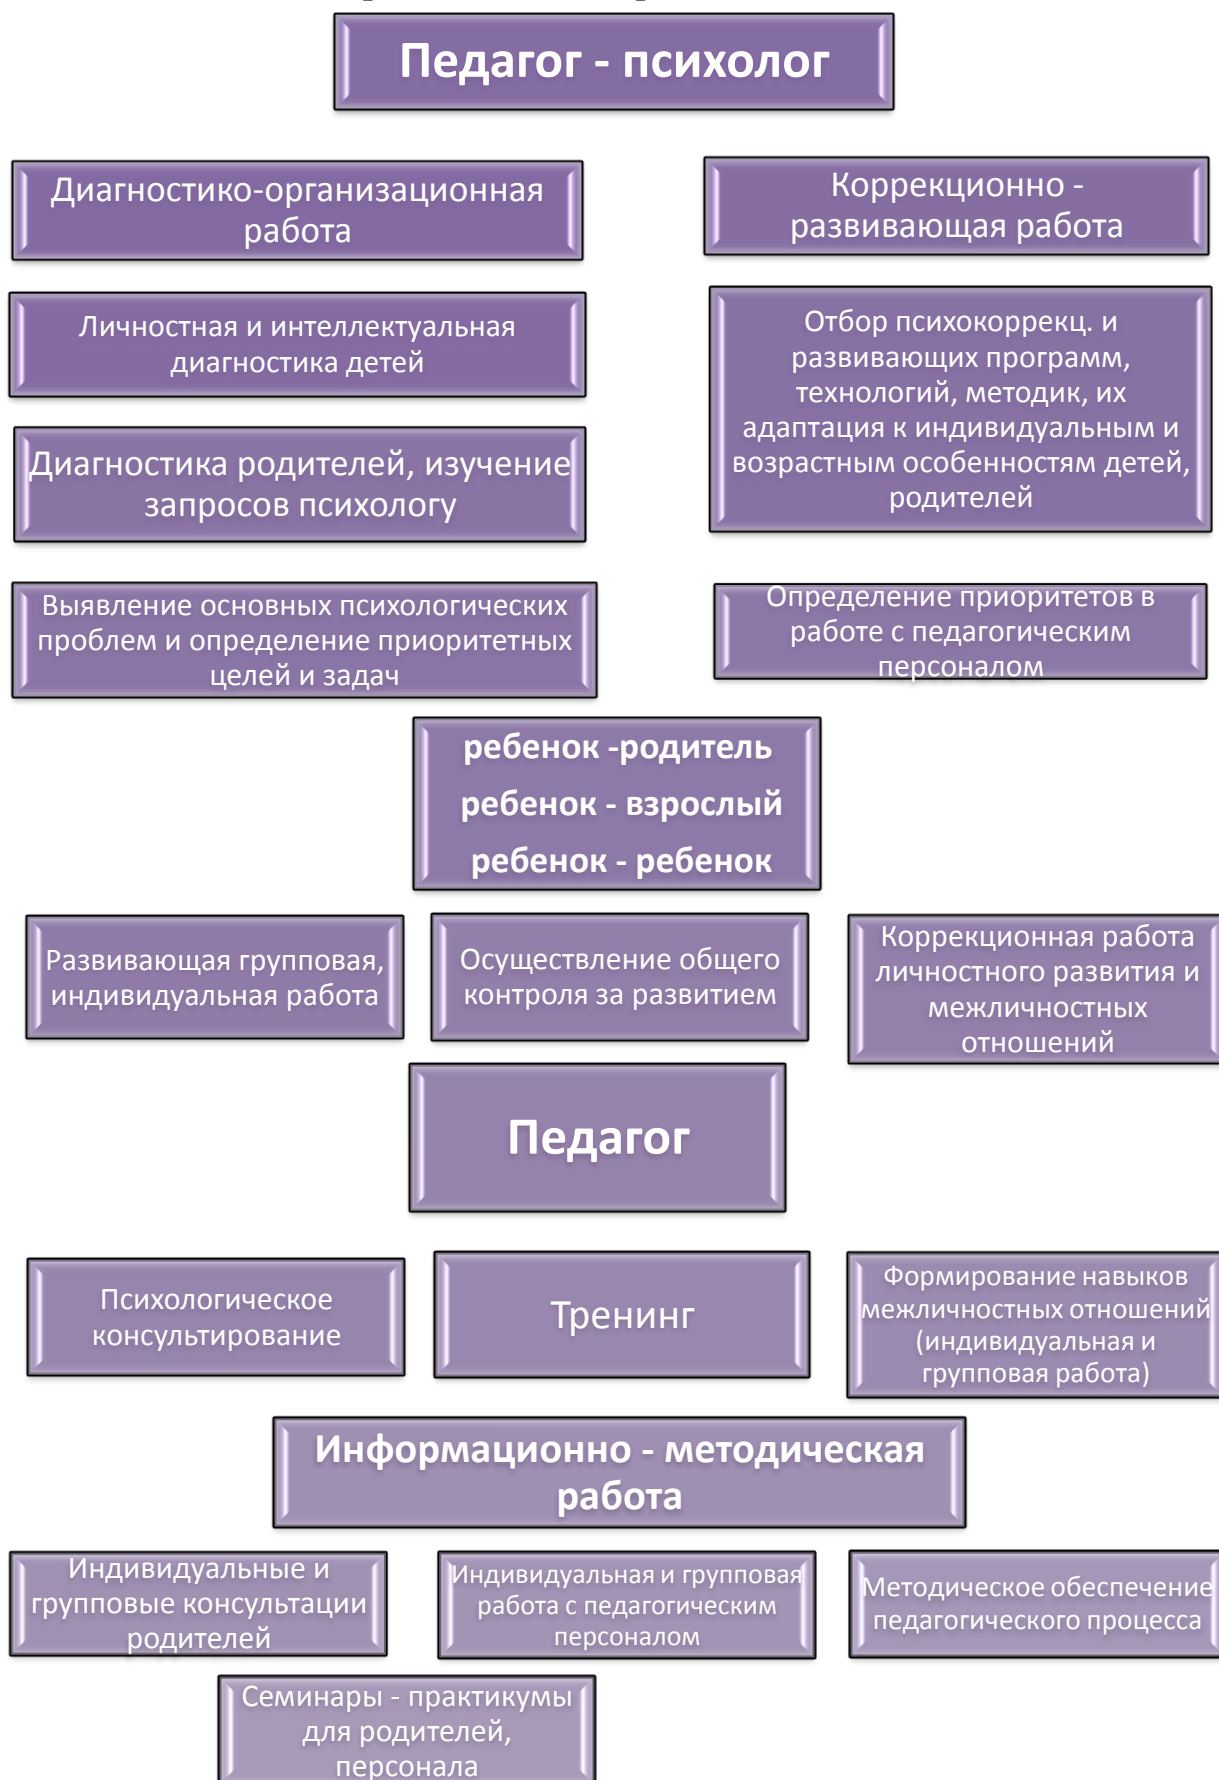 Педагог - психолог
Диагностико-организационная
работа
Коррекционно -
развивающая работа
Личностная и интеллектуальная
диагностика детей
Отбор психокоррекц. и
развивающих программ,
технологий, методик, их
адаптация к индивидуальным и
возрастным особенностям детей,
родителей
Диагностика родителей, изучение
запросов психологу
Выявление основных психологических
проблем и определение приоритетных
целей и задач
Определение приоритетов в
работе с педагогическим
персоналом
ребенок -родитель
ребенок - взрослый
ребенок - ребенок
Развивающая групповая,
индивидуальная работа
Осуществление общего
контроля за развитием
Коррекционная работа
личностного развития и
межличностных
отношений
Педагог
Психологическое
консультирование
Тренинг
Формирование навыков
межличностных отношений
(индивидуальная и
групповая работа)
Информационно - методическая
работа
Индивидуальные и
групповые консультации
родителей
Индивидуальная и групповая
работа с педагогическим
персоналом
Методическое обеспечение
педагогического процесса
Семинары - практикумы
для родителей,
персонала